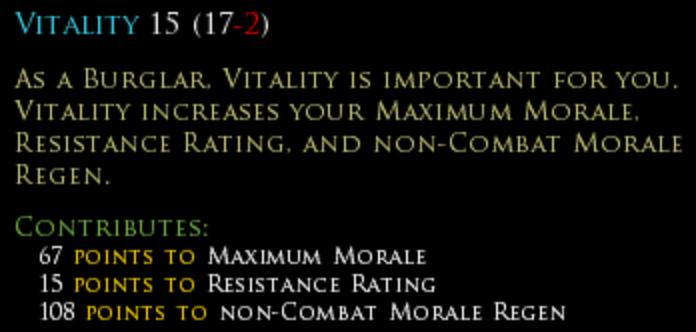 Vitality 15 (17-2)
As a Burglar, Vitality is important for you.
Vitality increases your Maximum Morale,
Resistance Rating, and non-Combat Morale
Regen.
Contributes:
67 points to Maximum Morale
15 points to Resistance Rating
108 points to non-Combat Morale Regen